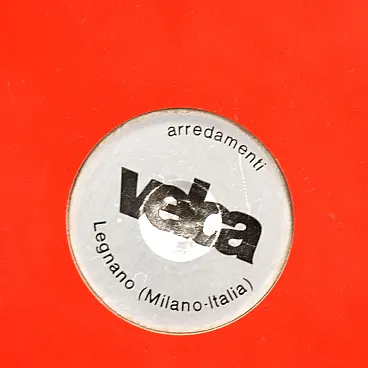 arredamenti
veca
Legnano (Milano-Italia)